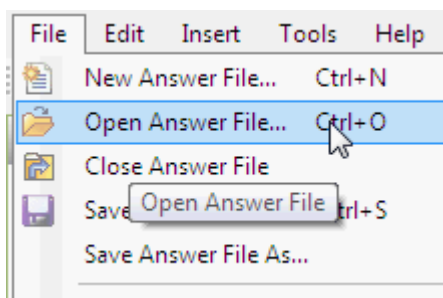 File Edit Insert Tools Help
New Answer File... Ctrl+N
Open Answer File... Ctrl+O
Close Answer File
Open Answer File
Save
Ctrl+S
Save Answer File As...